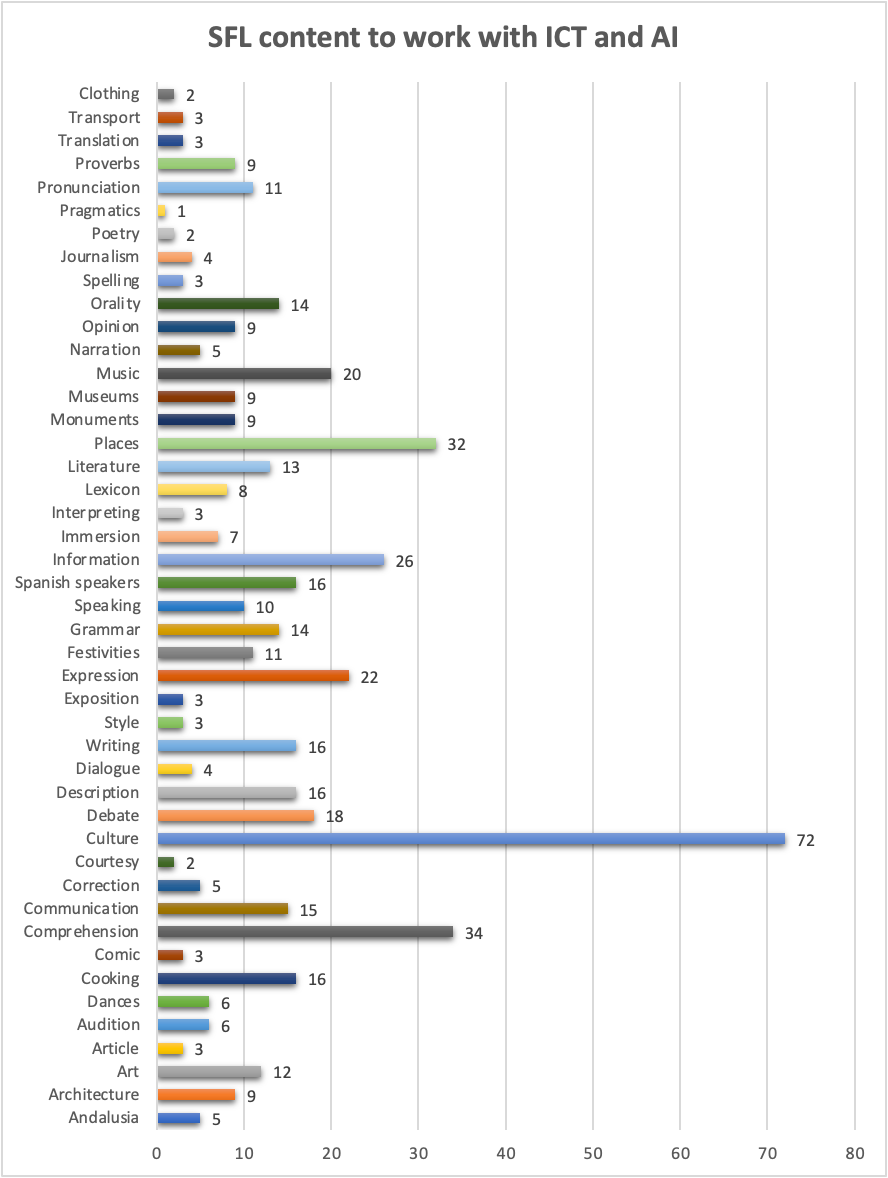 SFL content to work with ICT and AI
Clothing 2
Transport 3
Translation 3
Proverbs 9
Pronunciation 11
Pragmatics 1
Poetry 2
Journalism 4
Spelling 3
Orality 14
Opinion 9
Narration 5
Music 20
Museums 9
Monuments 9
Places 32
Literature 13
Lexicon 8
Interpreting 3
Immersion 7
Information 26
Spanish speakers 16
Speaking 10
Grammar 14
Festivities 11
Expression 22
Exposition 3
Style 3
Writing 16
Dialogue 4
Description 16
Debate 18
Culture 72
Courtesy 2
Correction 5
Communication 15
Comprehension 34
Comic 3
Cooking 16
Dances 6
Audition 6
Article 3
Art 12
Architecture 9
Andalusia 5
0 10 20 30 40 50 60 70 80